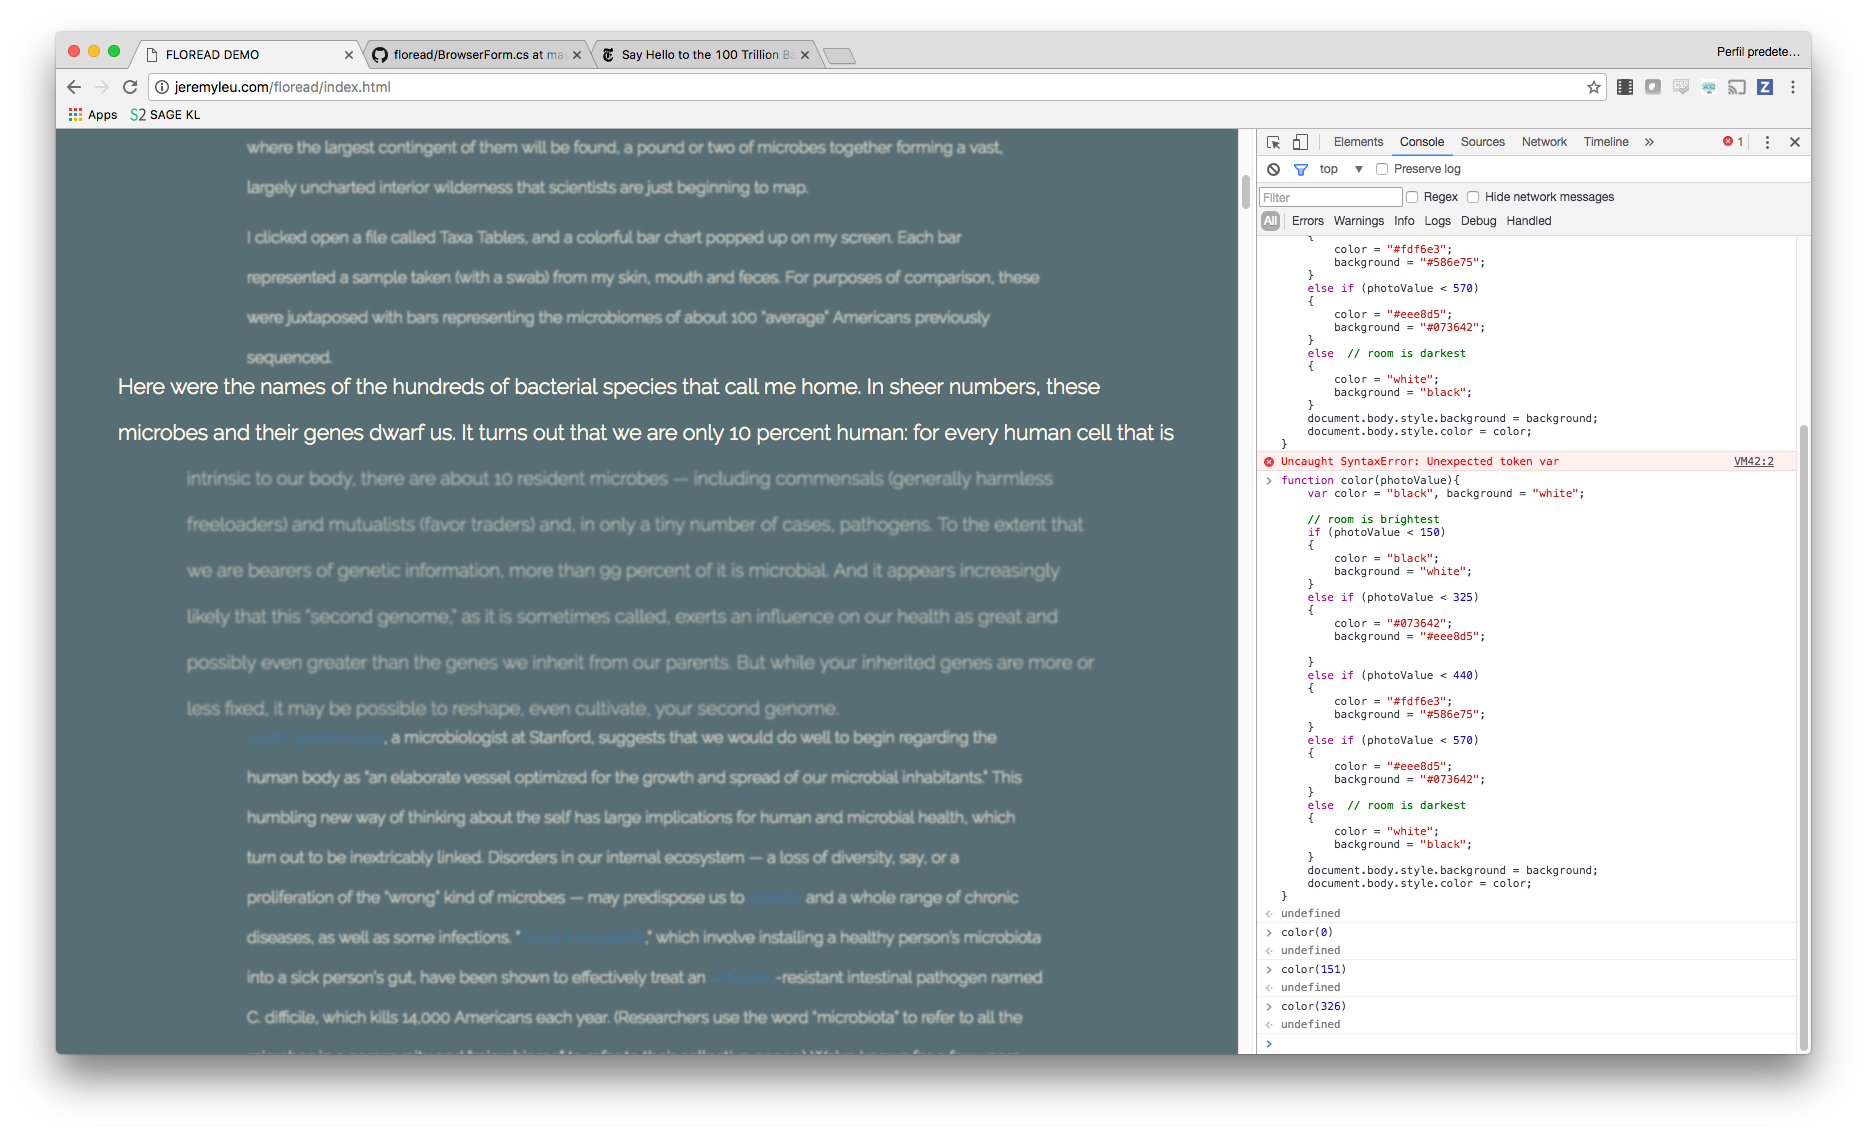 FLOREAD DEMO
floread/BrowserForm.cs at ma
Say Hello to the 100 Trillion Ba
Perfil predete...
jeremyleu.com/floread/index.html
Apps
S2 SAGE KL
where the largest contingent of them will be found, a pound or two of microbes together forming a vast,
largely uncharted interior wilderness that scientists are just beginning to map.
I clicked open a file called Taxa Tables, and a colorful bar chart popped up on my screen. Each bar
represented a sample taken (with a swab) from my skin, mouth and feces. For purposes of comparison, these
were juxtaposed with bars representing the microbiomes of about 100 “average” Americans previously
sequenced.
Here were the names of the hundreds of bacterial species that call me home. In sheer numbers, these
microbes and their genes dwarf us. It turns out that we are only 10 percent human: for every human cell that is
intrinsic to our body, there are about 10 resident microbes — including commensals (generally harmless
freeloaders) and mutualists (favor traders) and, in only a tiny number of cases, pathogens. To the extent that
we are bearers of genetic information, more than 99 percent of it is microbial. And it appears increasingly
likely that this “second genome,” as it is sometimes called, exerts an influence on our health as great and
possibly even greater than the genes we inherit from our parents. But while your inherited genes are more or
less fixed, it may be possible to reshape, even cultivate, your second genome.
, a microbiologist at Stanford, suggests that we would do well to begin regarding the
human body as “an elaborate vessel optimized for the growth and spread of our microbial inhabitants.” This
humbling new way of thinking about the self has large implications for human and microbial health, which
turn out to be inextricably linked. Disorders in our internal ecosystem — a loss of diversity, say, or a
proliferation of the “wrong” kind of microbes — may predispose us to and a whole range of chronic
diseases, as well as some infections. “ ,” which involve installing a healthy person’s microbiota
into a sick person’s gut, have been shown to effectively treat an -resistant intestinal pathogen named
C. difficile, which kills 14,000 Americans each year. (Researchers use the word “microbiota” to refer to all the
Elements Console Sources Network Timeline » 1
top Preserve log
Filter Regex Hide network messages
All Errors Warnings Info Logs Debug Handled
{
color = "#fdf6e3";
background = "#586e75";
}
else if (photoValue < 570)
{
color = "#eee8d5";
background = "#073642";
}
else // room is darkest
{
color = "white";
background = "black";
}
document.body.style.background = background;
document.body.style.color = color;
}
Uncaught SyntaxError: Unexpected token var VM42:2
function color(photoValue){
var color = "black", background = "white";
// room is brightest
if (photoValue < 150)
{
color = "black";
background = "white";
}
else if (photoValue < 325)
{
color = "#073642";
background = "#eee8d5";
}
else if (photoValue < 440)
{
color = "#fdf6e3";
background = "#586e75";
}
else if (photoValue < 570)
{
color = "#eee8d5";
background = "#073642";
}
else // room is darkest
{
color = "white";
background = "black";
}
document.body.style.background = background;
document.body.style.color = color;
}
undefined
color(0)
undefined
color(151)
undefined
color(326)
undefined